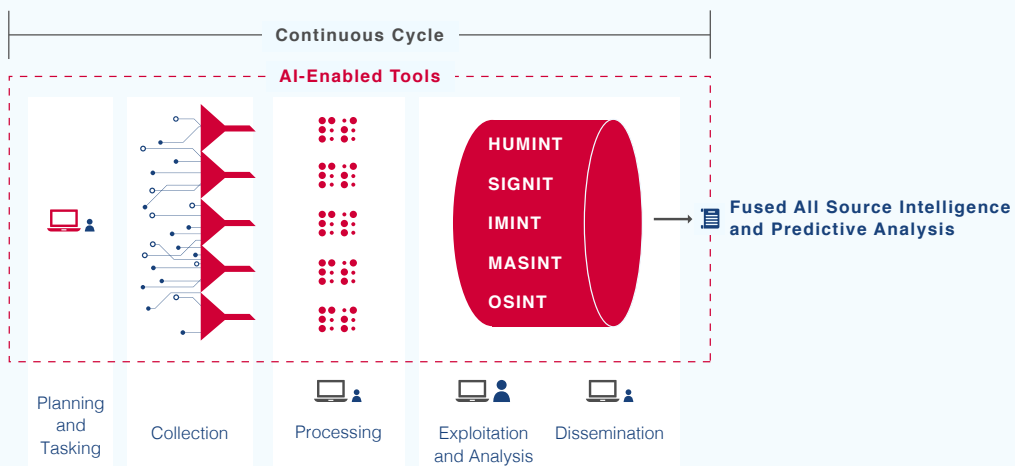 Continuous Cycle
AI-Enabled Tools
HUMINT
SIGNIT
IMINT
MASINT
OSINT
Fused All Source Intelligence
and Predictive Analysis
Planning
and
Tasking
Collection
Processing
Exploitation
and Analysis
Dissemination